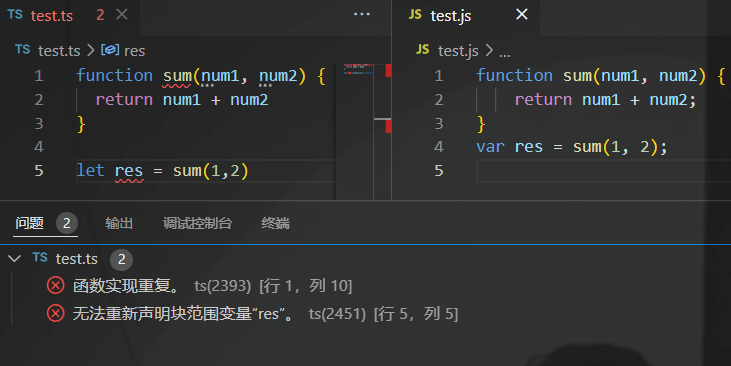 TS test.ts 2 × ···
TS test.ts > res
1 function sum(num1, num2) {
2 return num1 + num2
3 }
4
5 let res = sum(1,2)
JS test.js ×
JS test.js > ...
1 function sum(num1, num2) {
2 return num1 + num2;
3 }
4 var res = sum(1, 2);
5
问题 2 输出 调试控制台 终端
TS test.ts 2
函数实现重复。 ts(2393) [行 1，列 10]
无法重新声明块范围变量“res”。 ts(2451) [行 5，列 5]